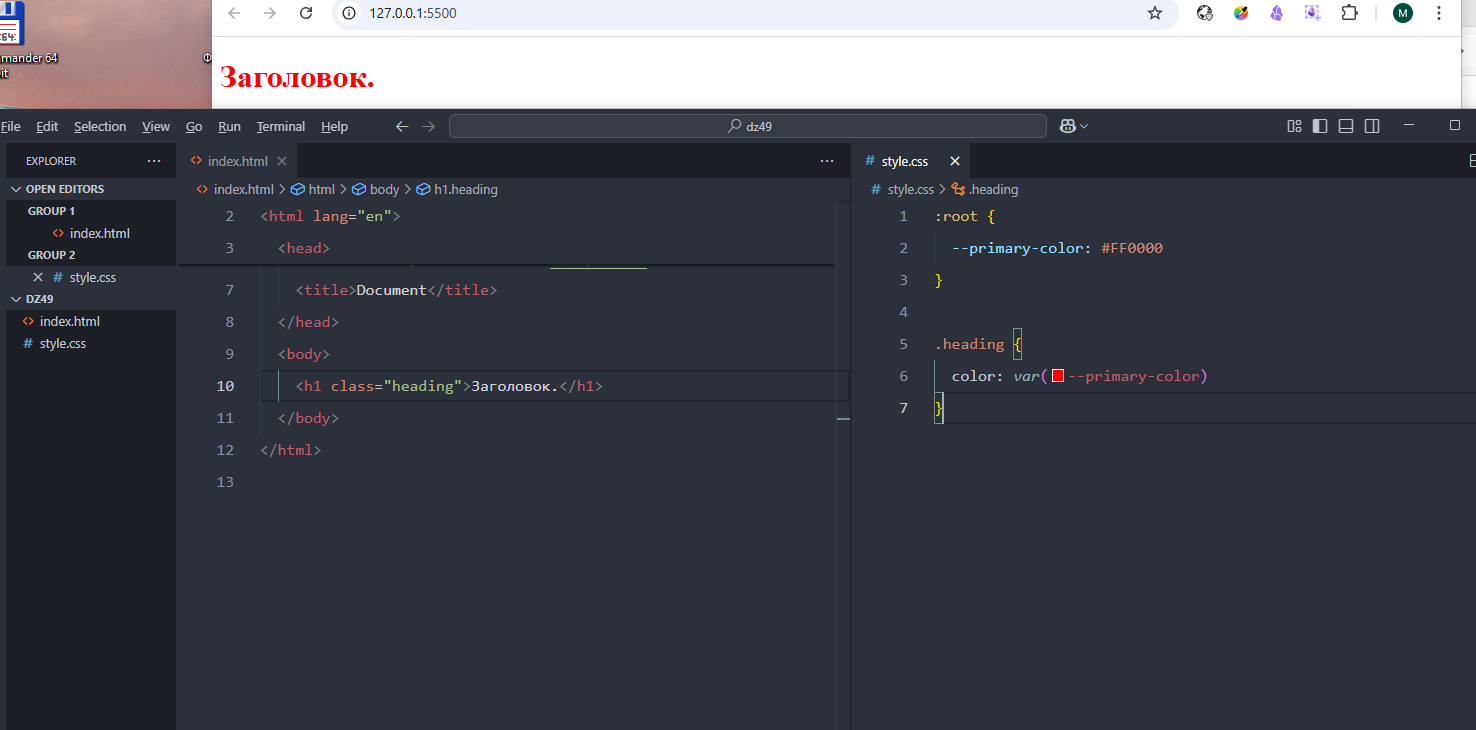 mander 64
it
64:
Ф
127.0.0.1:5500
M
Заголовок.
File Edit Selection View Go Run Terminal Help
dz49
EXPLORER
OPEN EDITORS
GROUP 1
index.html
GROUP 2
style.css
DZ49
index.html
style.css
index.html
index.html > html > body > h1.heading
2 <html lang="en">
3 <head>
7 <title>Document</title>
8 </head>
9 <body>
10 <h1 class="heading">Заголовок.</h1>
11 </body>
12 </html>
13
# style.css
# style.css > .heading
1 :root {
2 --primary-color: #FF0000
3 }
4
5 .heading {
6 color: var(--primary-color)
7 }